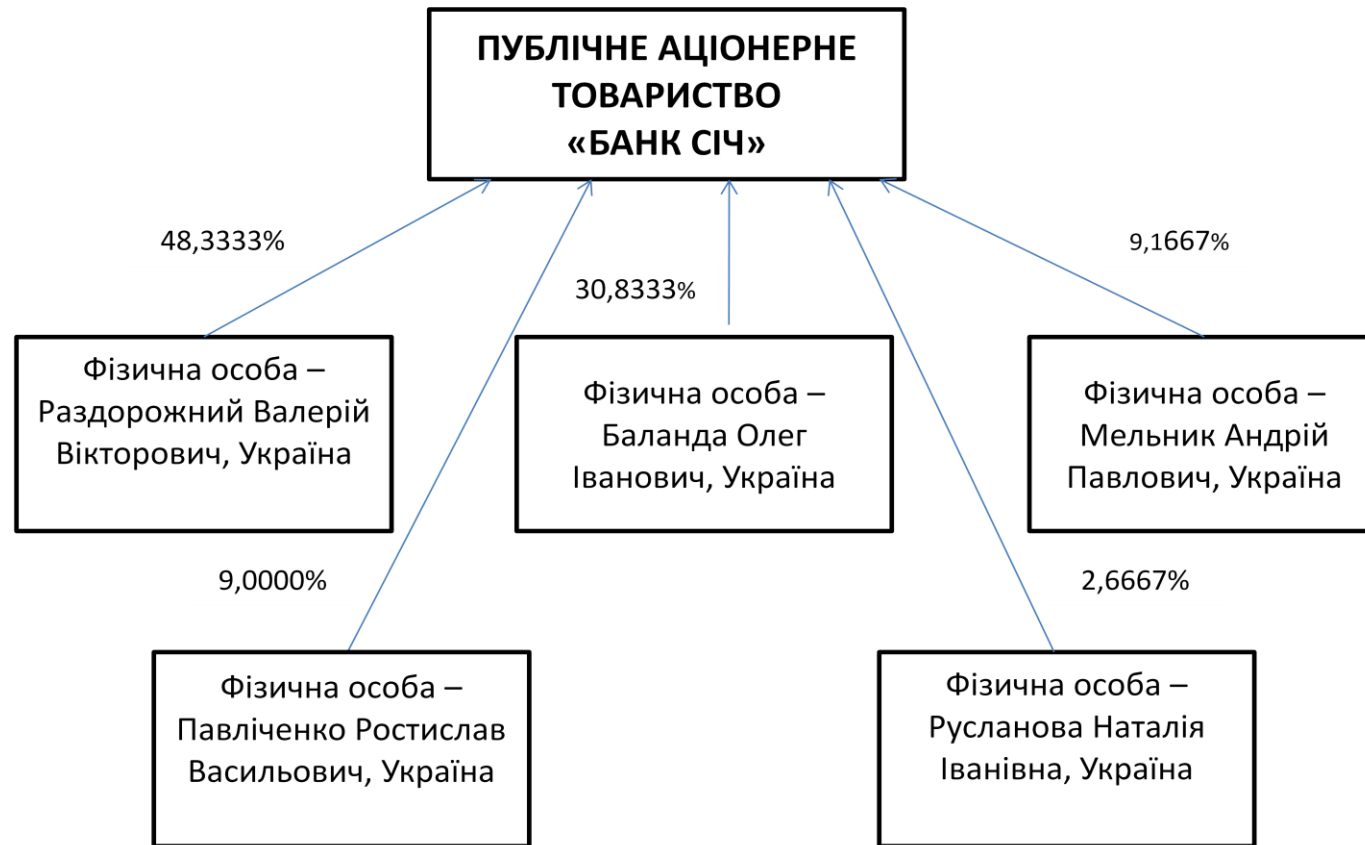 ПУБЛІЧНЕ АЦІОНЕРНЕ
ТОВАРИСТВО
«БАНК СІЧ»
48,3333%
9,1667%
30,8333%
Фізична особа –
Раздорожний Валерій
Вікторович, Україна
Фізична особа –
Баланда Олег
Іванович, Україна
Фізична особа –
Мельник Андрій
Павлович, Україна
9,0000%
2,6667%
Фізична особа –
Павліченко Ростислав
Васильович, Україна
Фізична особа –
Русланова Наталія
Іванівна, Україна